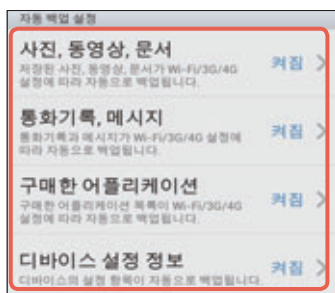 자동 백업 설정
사진, 동영상, 문서
켜짐
저장된 사진, 동영상, 문서가 Wi-Fi/3G/4G
설정에 따라 자동으로 백업됩니다.
통화기록, 메시지
켜짐
통화기록과 메시지가 Wi-Fi/3G/4G 설정에
따라 자동으로 백업됩니다.
구매한 어플리케이션
켜짐
구매한 어플리케이션 목록이 Wi-Fi/3G/4G
설정에 따라 자동으로 백업됩니다.
디바이스 설정 정보
켜짐
디바이스의 설정 항목이 자동으로 백업됩니다.